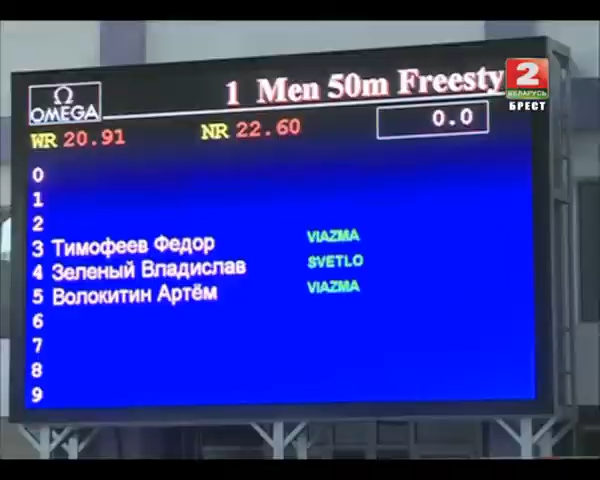 Ω
OMEGA
1 Men 50m Freesty
2
БЕЛАРУСЬ
БРЕСТ
WR 20.91 NR 22.60 0.0
0
1
2
3 Тимофеев Федор VIAZMA
4 Зеленый Владислав SVETLO
5 Волокитин Артём VIAZMA
6
7
8
9